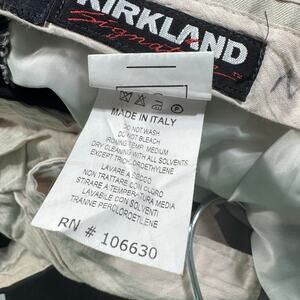 KIRKLAND
Signature
MADE IN ITALY
DO NOT WASH
DO NOT BLEACH
IRONING TEMP. MEDIUM
DRY CLEANING WITH ALL SOLVENTS
EXCEPT TRICHLOROETHYLENE
LAVARE A SECCO
NON TRATTARE CON CLORO
STIRARE A TEMPERATURA MEDIA
LAVABILE CON SOLVENTI
TRANNE PERCLOROETILENE
RN # 106630